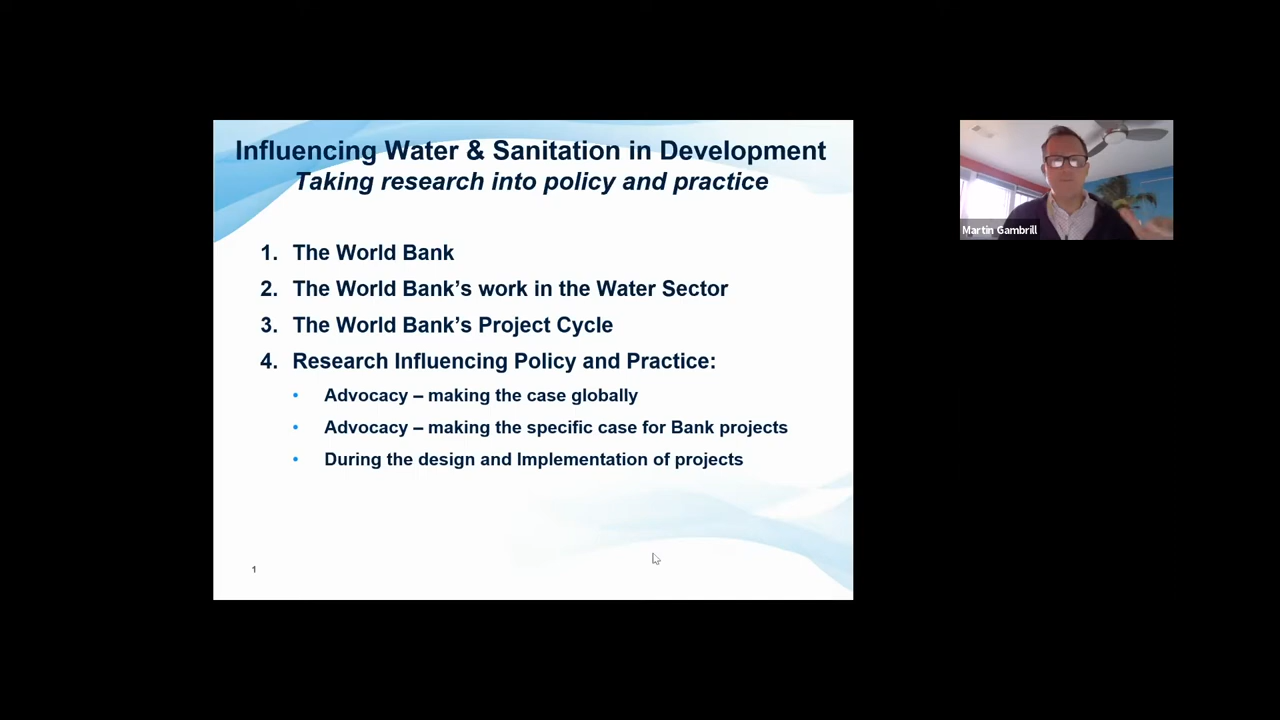 Influencing Water & Sanitation in Development
Taking research into policy and practice
1. The World Bank
2. The World Bank's work in the Water Sector
3. The World Bank's Project Cycle
4. Research Influencing Policy and Practice:
• Advocacy – making the case globally
• Advocacy – making the specific case for Bank projects
• During the design and Implementation of projects
1
Martin Gambrill